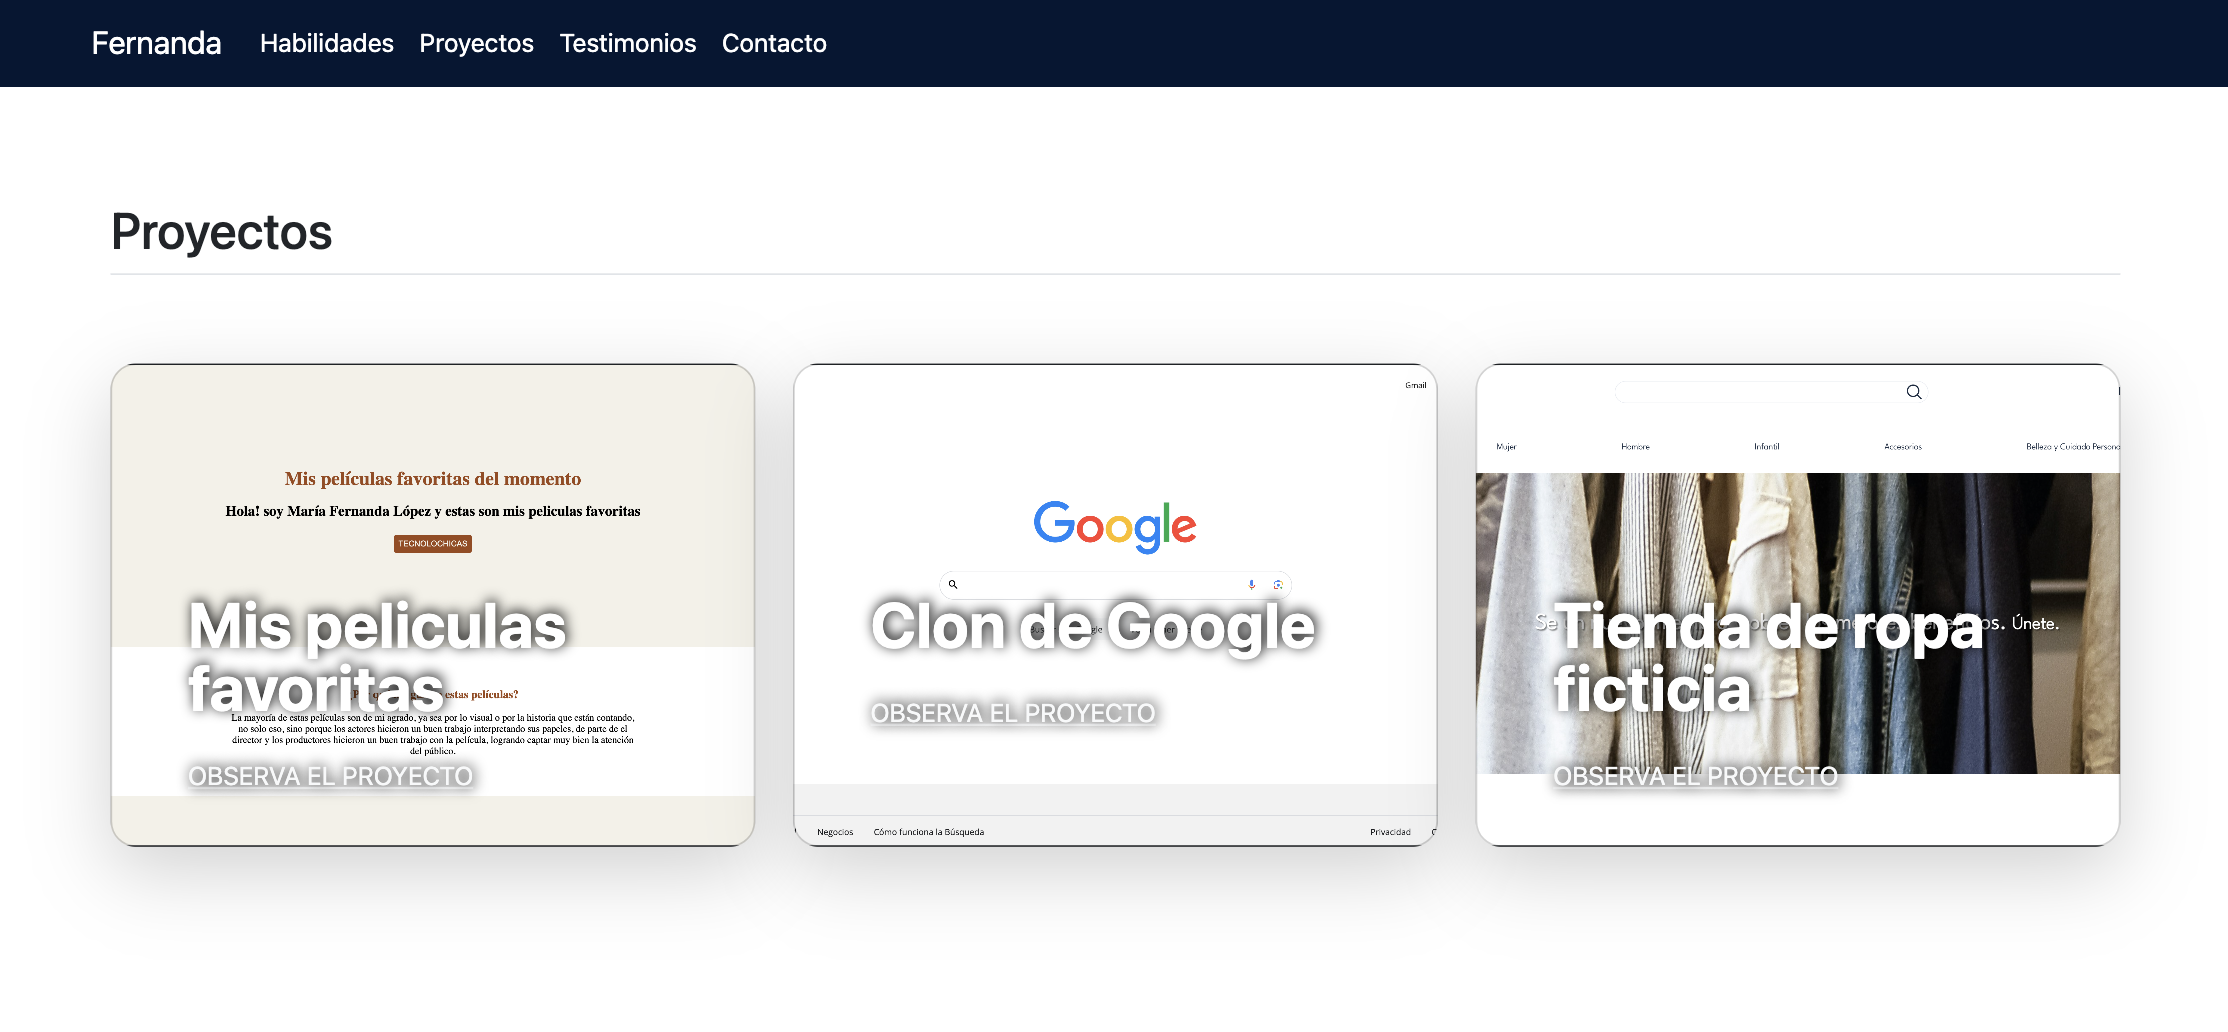 Fernanda Habilidades Proyectos Testimonios Contacto
Proyectos
Mis películas favoritas del momento
Hola! soy María Fernanda López y estas son mis peliculas favoritas
TECNOLOCHICAS
Mis peliculas
favoritas
estas películas?
La mayoría de estas películas son de mi agrado, ya sea por lo visual o por la historia que están contando,
no solo eso, sino porque los actores hicieron un buen trabajo interpretando sus papeles, de parte de el
director y los productores hicieron un buen trabajo con la película, logrando captar muy bien la atención
del público.
OBSERVA EL PROYECTO
Gmail
Google
Clon de Google
OBSERVA EL PROYECTO
Negocios Cómo funciona la Búsqueda Privacidad
Mujer Hombre Infantil Accesorios Belleza y Cuidado Persona
Se Únete.
Tienda de ropa
ficticia
OBSERVA EL PROYECTO